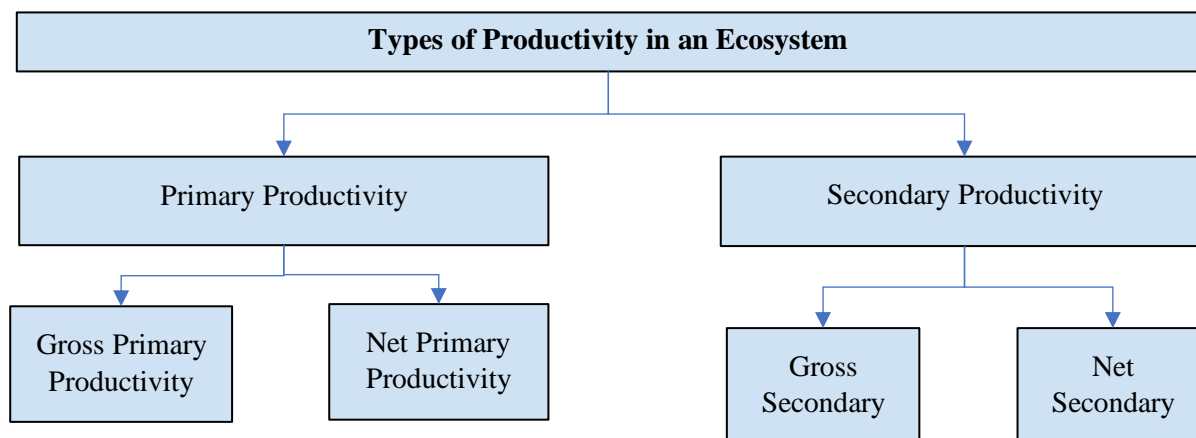 Types of Productivity in an Ecosystem
Primary Productivity
Secondary Productivity
Gross Primary
Productivity
Net Primary
Productivity
Gross
Secondary
Net
Secondary